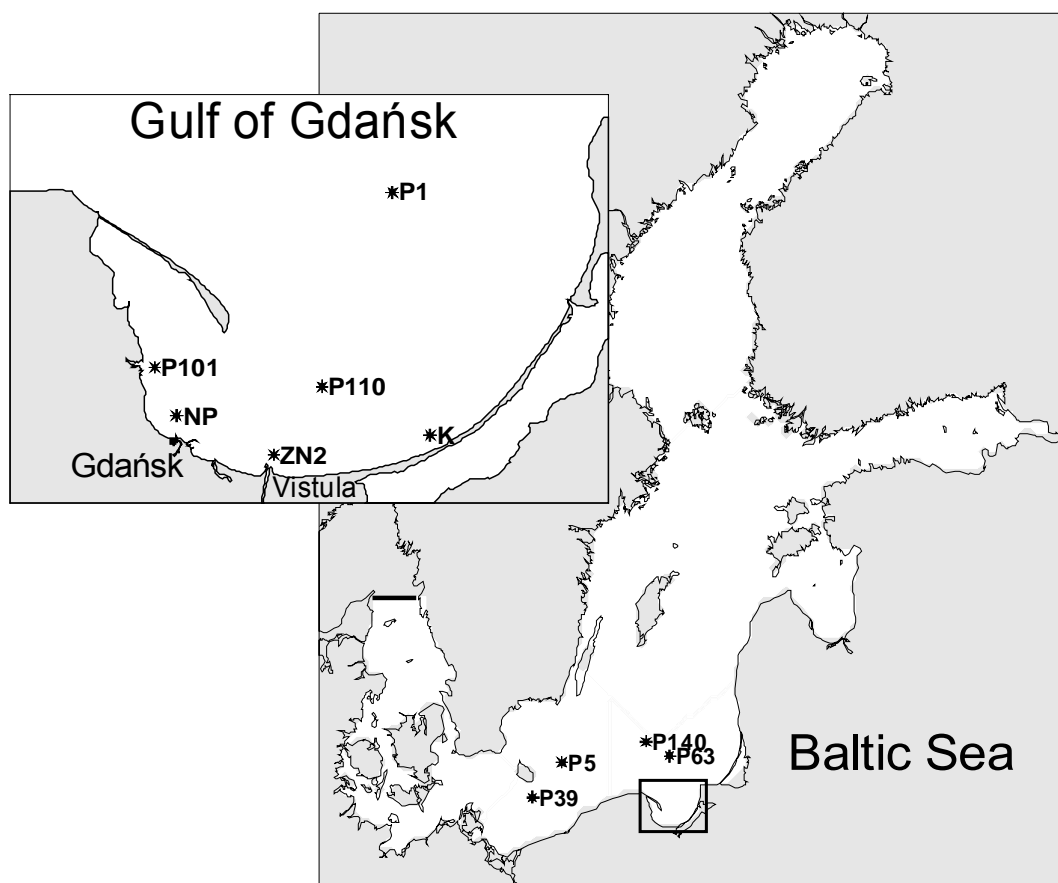 Gulf of Gdańsk
P1
P101
P110
NP
K
Gdańsk
ZN2
Vistula
P140
P63
P5
P39
Baltic Sea